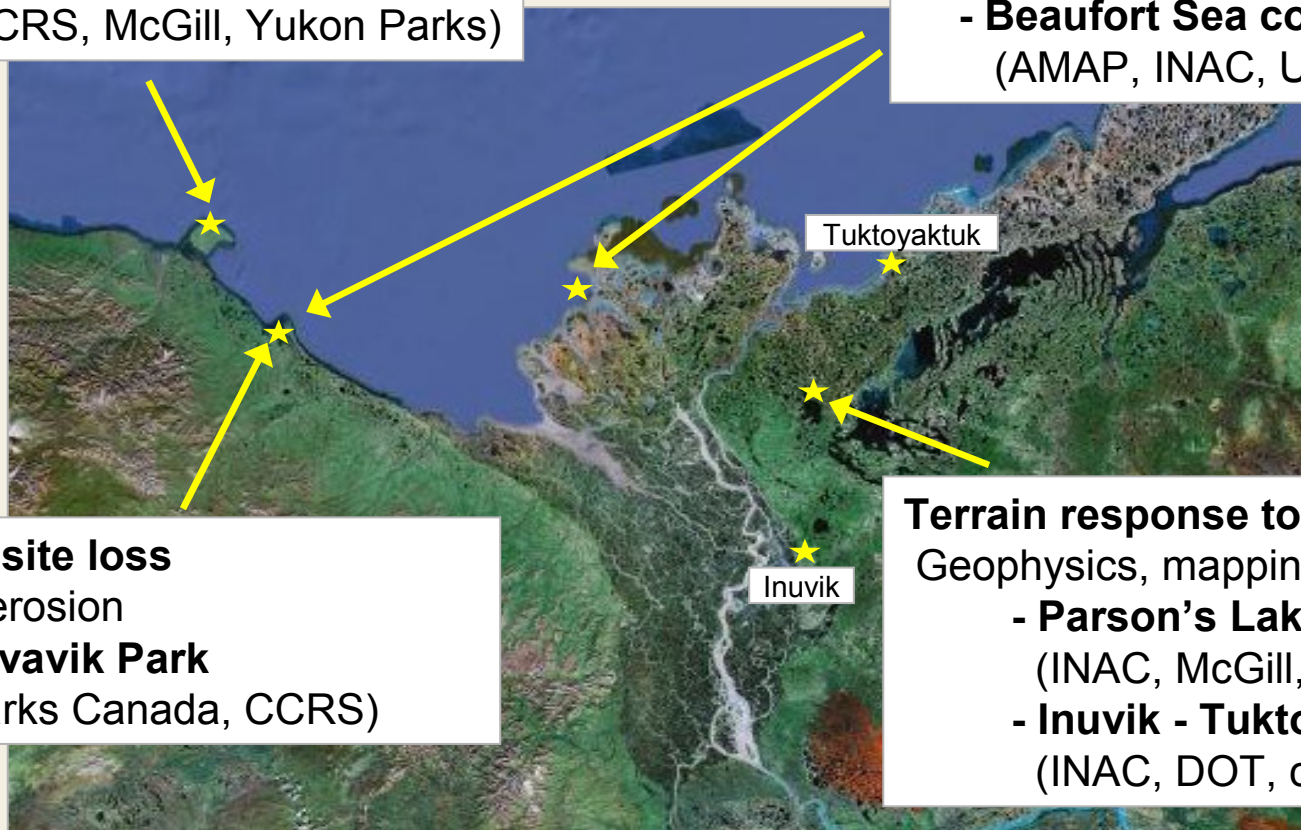 CRS, McGill, Yukon Parks)
- Beaufort Sea co
(AMAP, INAC, U
Tuktoyaktuk
Inuvik
site loss
erosion
vavik Park
rks Canada, CCRS)
Terrain response to
Geophysics, mappin
- Parson's Lak
(INAC, McGill,
- Inuvik - Tukto
(INAC, DOT, c